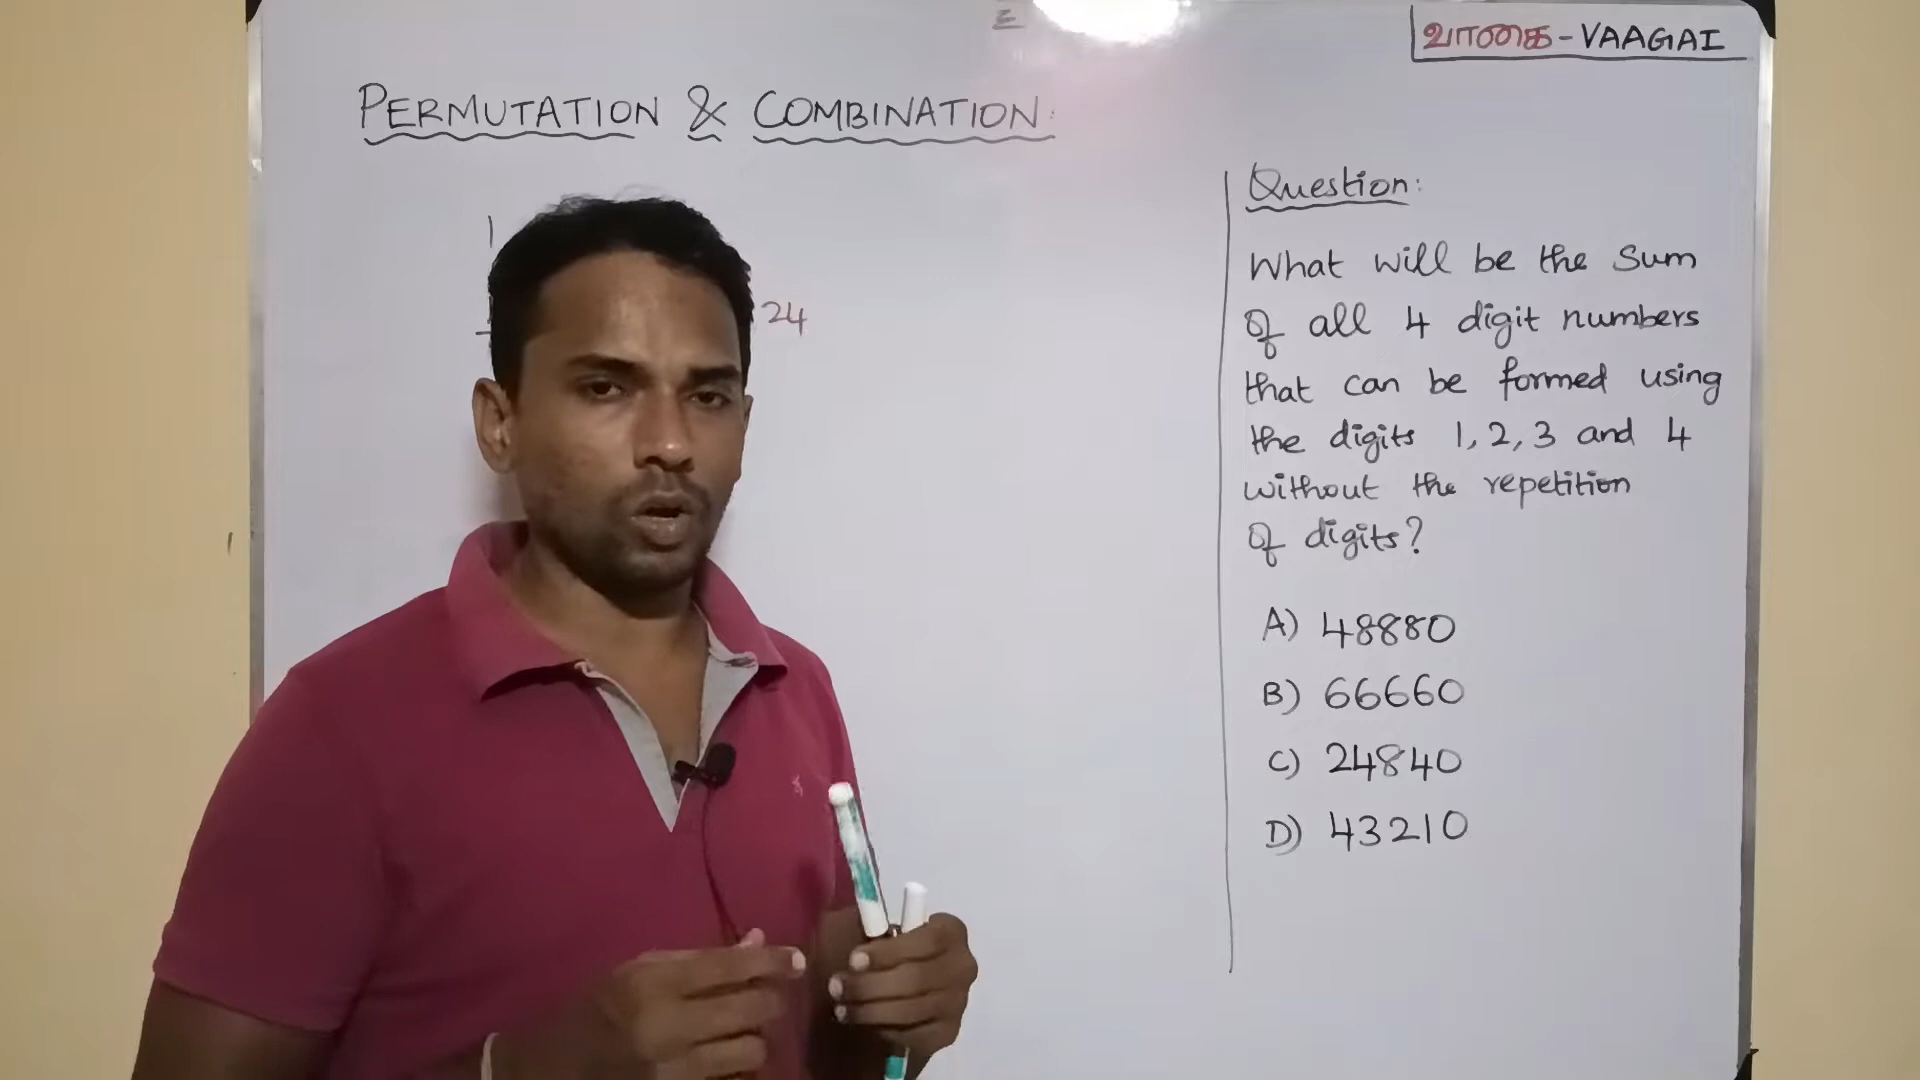 வாகை - VAAGAI
PERMUTATION & COMBINATION:
24
Question:
What will be the Sum
Of all 4 digit numbers
that can be formed using
the digits 1, 2, 3 and 4
without the repetition
Of digits?
A) 48880
B) 66660
C) 24840
D) 43210